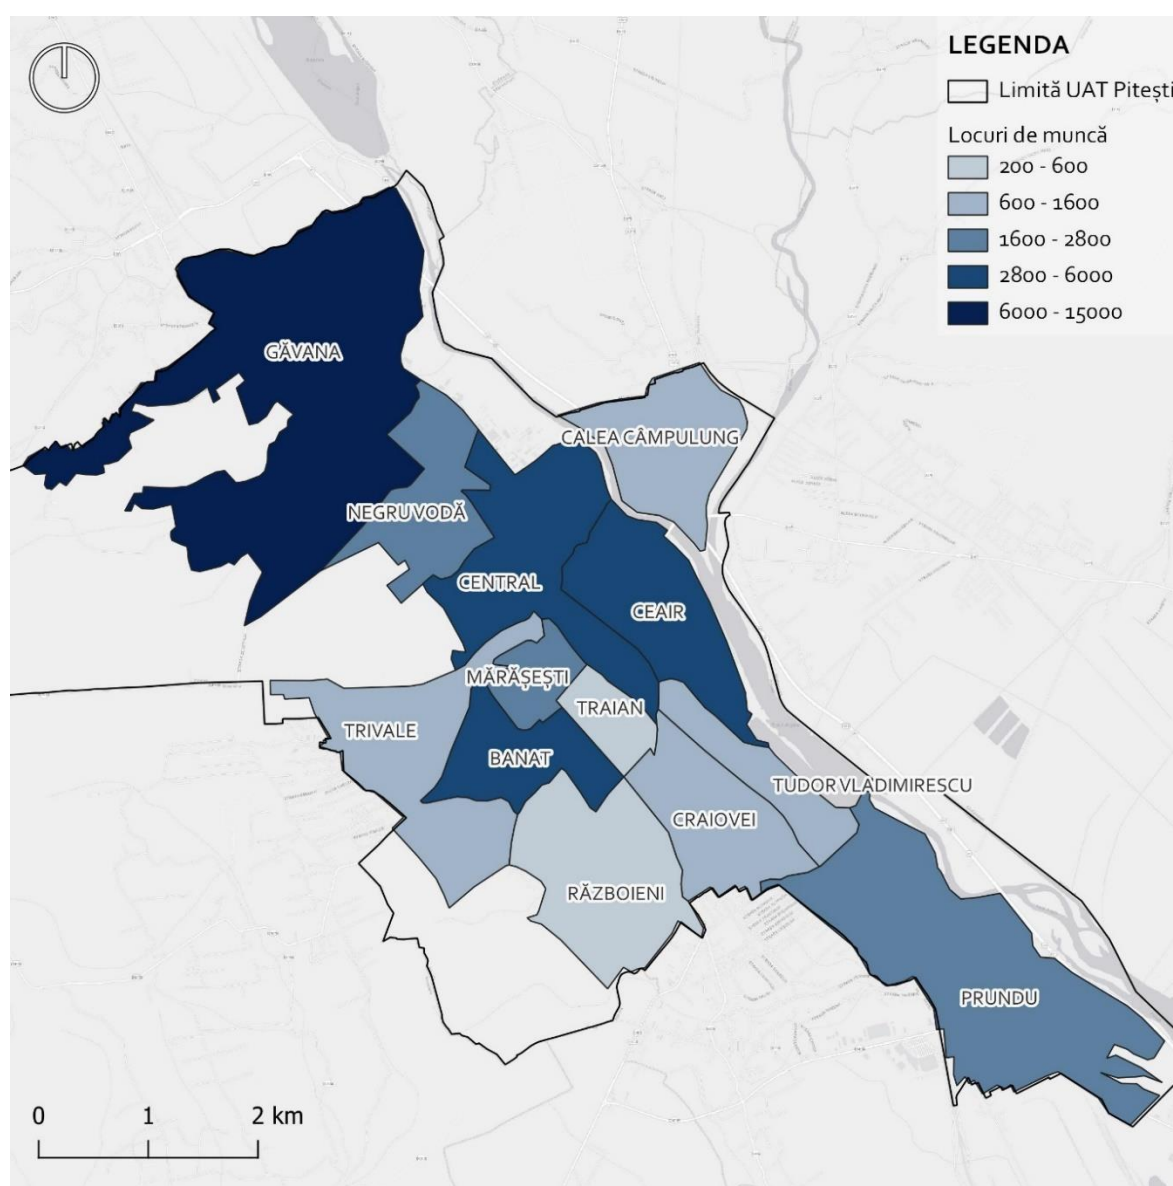 LEGENDA
Limită UAT Pitești
Locuri de muncă
200 - 600
600 - 1600
1600 - 2800
2800 - 6000
6000 - 15000
GĂVANA
CALEA CÂMPULUNG
NEGRU VODĂ
CENTRAL
CEAIR
MĂRĂȘEȘTI
TRAIAN
TRIVALE
BANAT
TUDOR VLADIMIRESCU
CRAIOVEI
RĂZBOIENI
PRUNDU
0 1 2 km